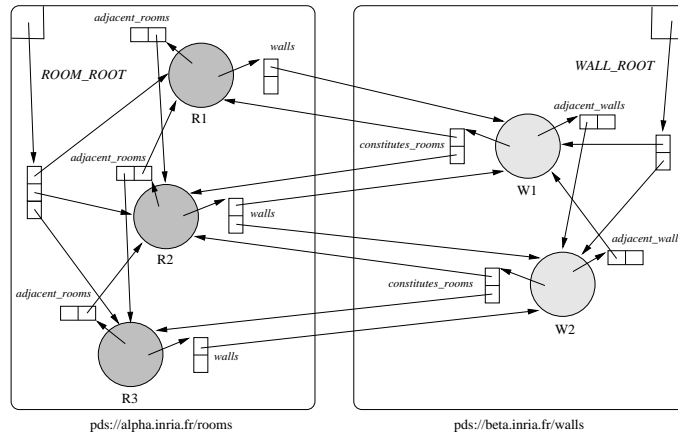 adjacent_rooms
walls
ROOM_ROOT
WALL_ROOT
R1
adjacent_walls
constitutes_rooms
adjacent_rooms
W1
walls
adjacent_wall
R2
constitutes_rooms
adjacent_rooms
W2
walls
R3
pds://alpha.inria.fr/rooms
pds://beta.inria.fr/walls